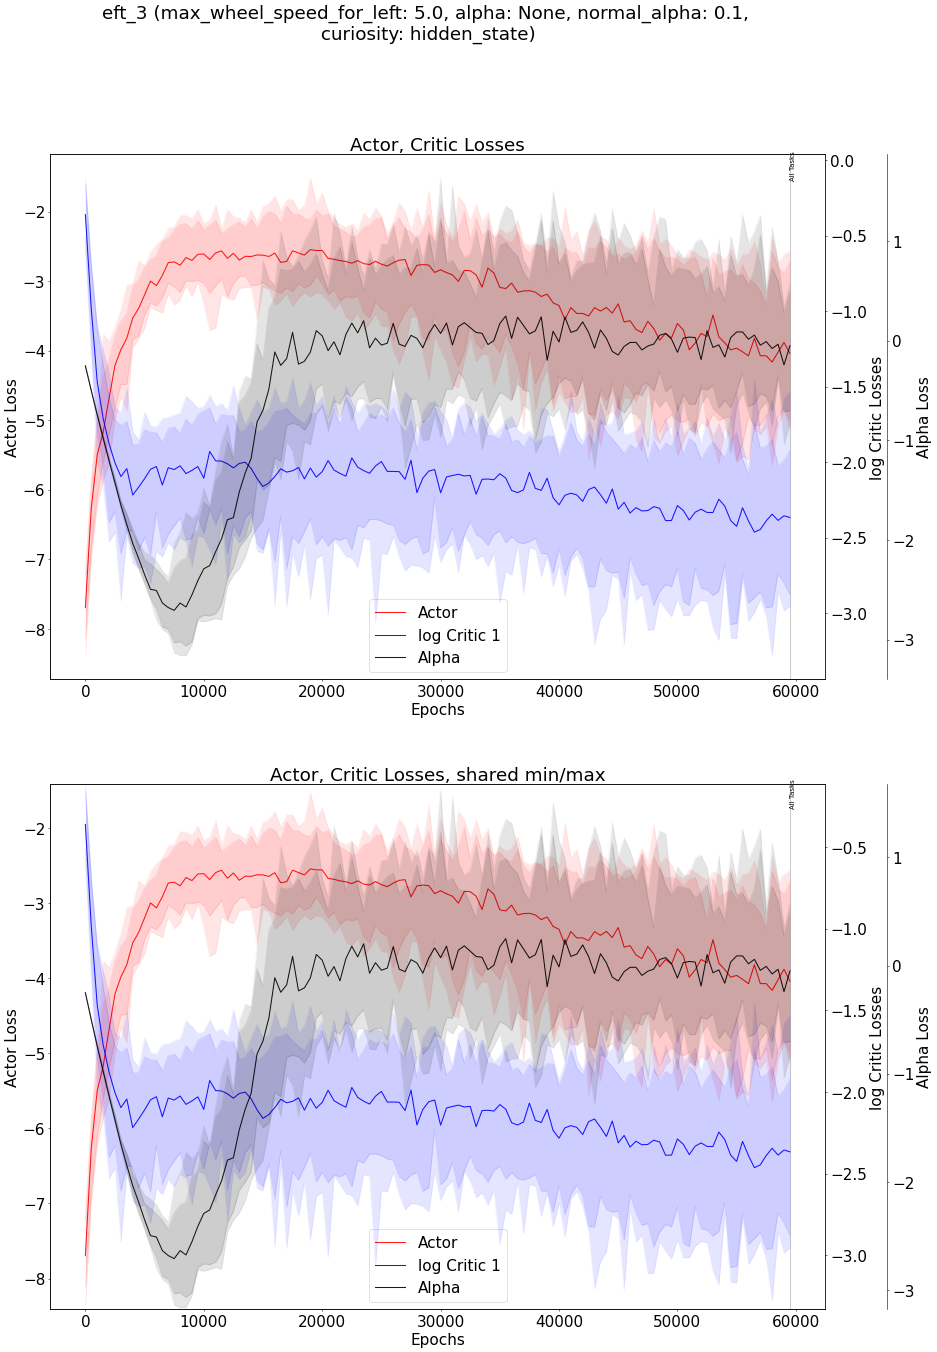 eft_3 (max_wheel_speed_for_left: 5.0, alpha: None, normal_alpha: 0.1,
curiosity: hidden_state)
Actor, Critic Losses
All Tasks
Actor Loss
−2
−3
−4
−5
−6
−7
−8
0.0
−0.5
−1.0
−1.5
−2.0
−2.5
−3.0
log Critic Losses
1
0
−1
−2
−3
Alpha Loss
Actor
log Critic 1
Alpha
0
10000
20000
30000
40000
50000
60000
Epochs
Actor, Critic Losses, shared min/max
All Tasks
Actor Loss
−2
−3
−4
−5
−6
−7
−8
−0.5
−1.0
−1.5
−2.0
−2.5
−3.0
log Critic Losses
1
0
−1
−2
−3
Alpha Loss
Actor
log Critic 1
Alpha
0
10000
20000
30000
40000
50000
60000
Epochs